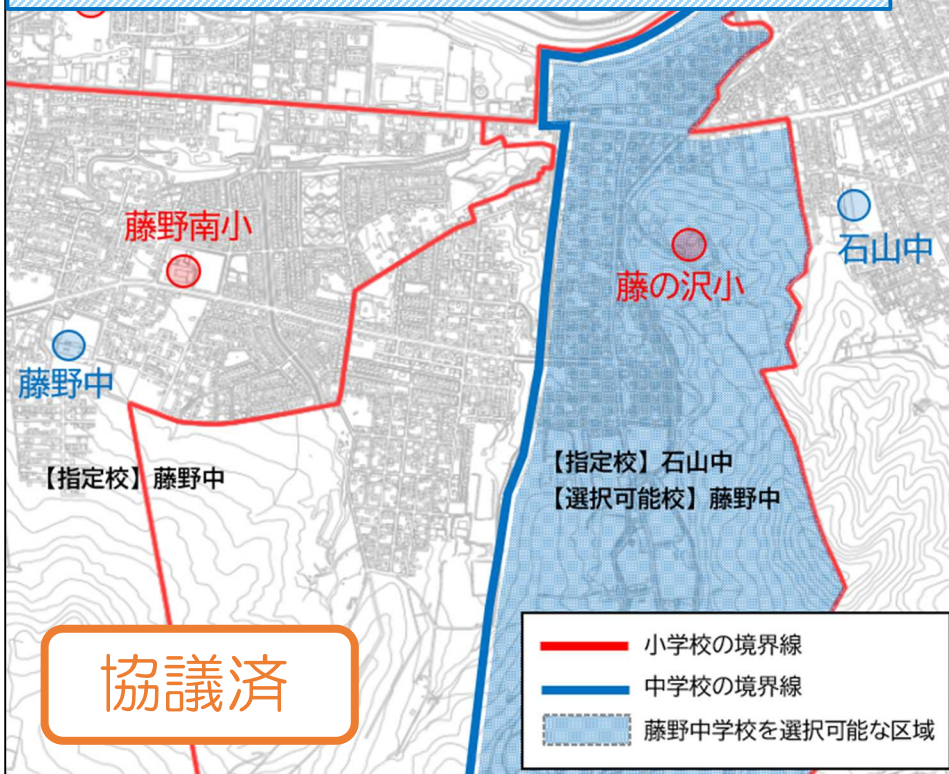 藤野南小
石山中
藤の沢小
藤野中
【指定校】藤野中
【指定校】石山中
【選択可能校】藤野中
協議済
小学校の境界線
中学校の境界線
藤野中学校を選択可能な区域